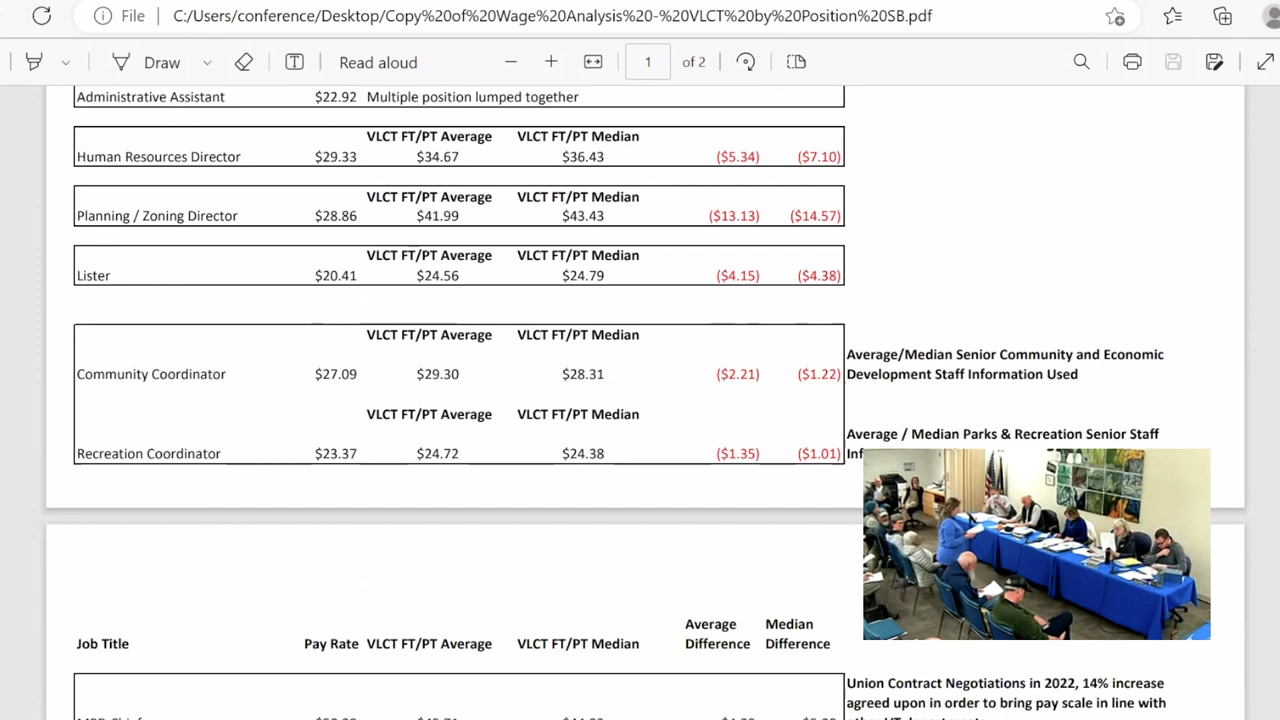 File
C:/Users/conference/Desktop/Copy%20of%20Wage%20Analysis%20-%20VLCT%20by%20Position%20SB.pdf
Draw
Read aloud
1 of 2
Administrative Assistant $22.92 Multiple position lumped together
VLCT FT/PT Average VLCT FT/PT Median
Human Resources Director $29.33 $34.67 $36.43 ($5.34) ($7.10)
VLCT FT/PT Average VLCT FT/PT Median
Planning / Zoning Director $28.86 $41.99 $43.43 ($13.13) ($14.57)
VLCT FT/PT Average VLCT FT/PT Median
Lister $20.41 $24.56 $24.79 ($4.15) ($4.38)
VLCT FT/PT Average VLCT FT/PT Median
Average/Median Senior Community and Economic
Community Coordinator $27.09 $29.30 $28.31 ($2.21) ($1.22) Development Staff Information Used
VLCT FT/PT Average VLCT FT/PT Median
Average / Median Parks & Recreation Senior Staff
Recreation Coordinator $23.37 $24.72 $24.38 ($1.35) ($1.01)
Average Median
Job Title Pay Rate VLCT FT/PT Average VLCT FT/PT Median Difference Difference
Union Contract Negotiations in 2022, 14% increase
agreed upon in order to bring pay scale in line with